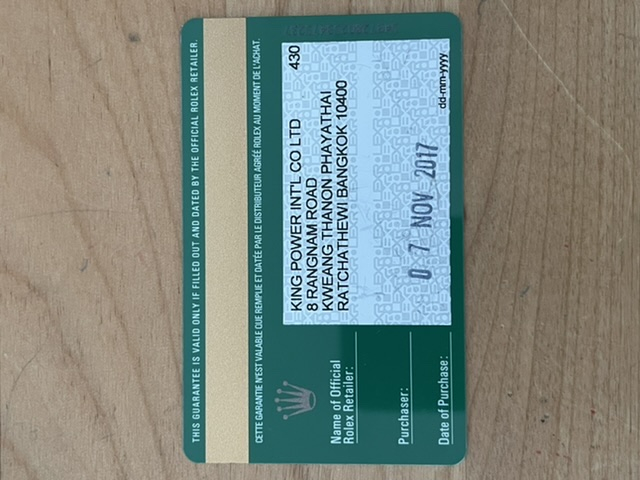 THIS GUARANTEE IS VALID ONLY IF FILLED OUT AND DATED BY THE OFFICIAL ROLEX RETAILER.
CETTE GARANTIE N'EST VALABLE QUE REMPLIE ET DATÉE PAR LE DISTRIBUTEUR AGRÉÉ ROLEX AU MOMENT DE L'ACHAT.
430
KING POWER INT'L CO LTD
8 RANGNAM ROAD
KWEANG THANON PHAYATHAI
RATCHATHEWI BANGKOK 10400
Name of Official
Rolex Retailer:
Purchaser:
0 7 NOV 2017
Date of Purchase:
dd-mm-yyyy